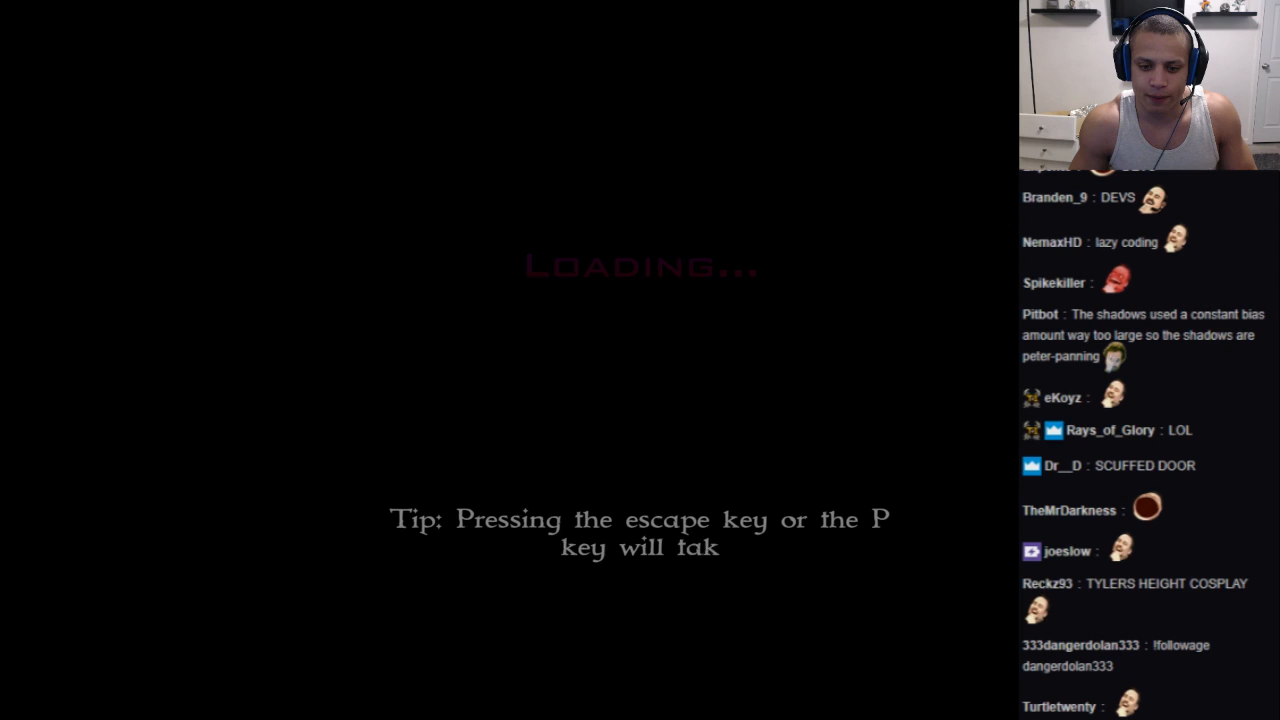 LOADING...
Tip: Pressing the escape key or the P
key will tak
Branden_9 : DEVS
NemaxHD : lazy coding
Spikekiller :
Pitbot : The shadows used a constant bias
amount way too large so the shadows are
peter-panning
eKoyz :
Rays_of_Glory : LOL
Dr__D : SCUFFED DOOR
TheMrDarkness :
joeslow :
Reckz93 : TYLERS HEIGHT COSPLAY
333dangerdolan333 : !followage
dangerdolan333
Turtletwenty :